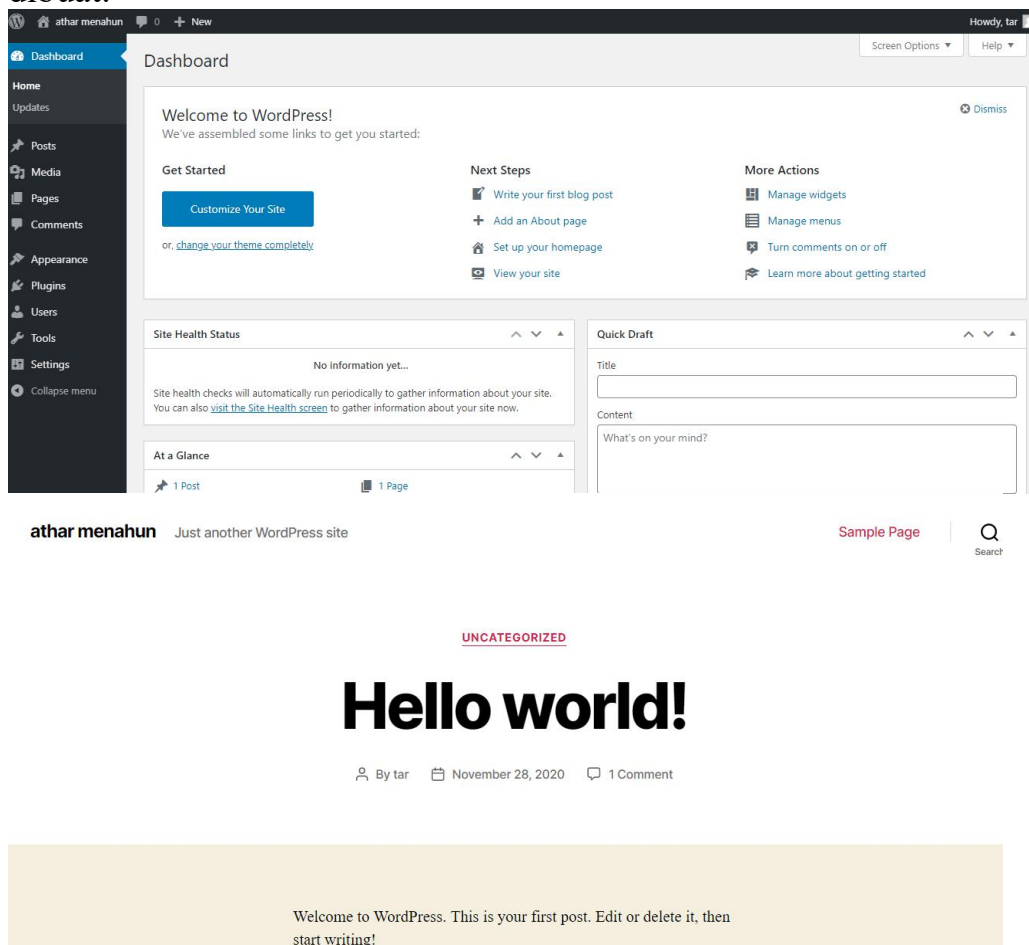 athar menahun 0 + New Howdy, tar
Screen Options Help
Dashboard
Home
Updates
Posts
Media
Pages
Comments
Appearance
Plugins
Users
Tools
Settings
Collapse menu
Dashboard
Welcome to WordPress!
We've assembled some links to get you started:
Dismiss
Get Started
Customize Your Site
or, change your theme completely
Next Steps
Write your first blog post
Add an About page
Set up your homepage
View your site
More Actions
Manage widgets
Manage menus
Turn comments on or off
Learn more about getting started
Site Health Status
No information yet...
Site health checks will automatically run periodically to gather information about your site.
You can also visit the Site Health screen to gather information about your site now.
At a Glance
1 Post 1 Page
Quick Draft
Title
Content
What's on your mind?
athar menahun Just another WordPress site Sample Page
Search
UNCATEGORIZED
Hello world!
By tar November 28, 2020 1 Comment
Welcome to WordPress. This is your first post. Edit or delete it, then
start writing!